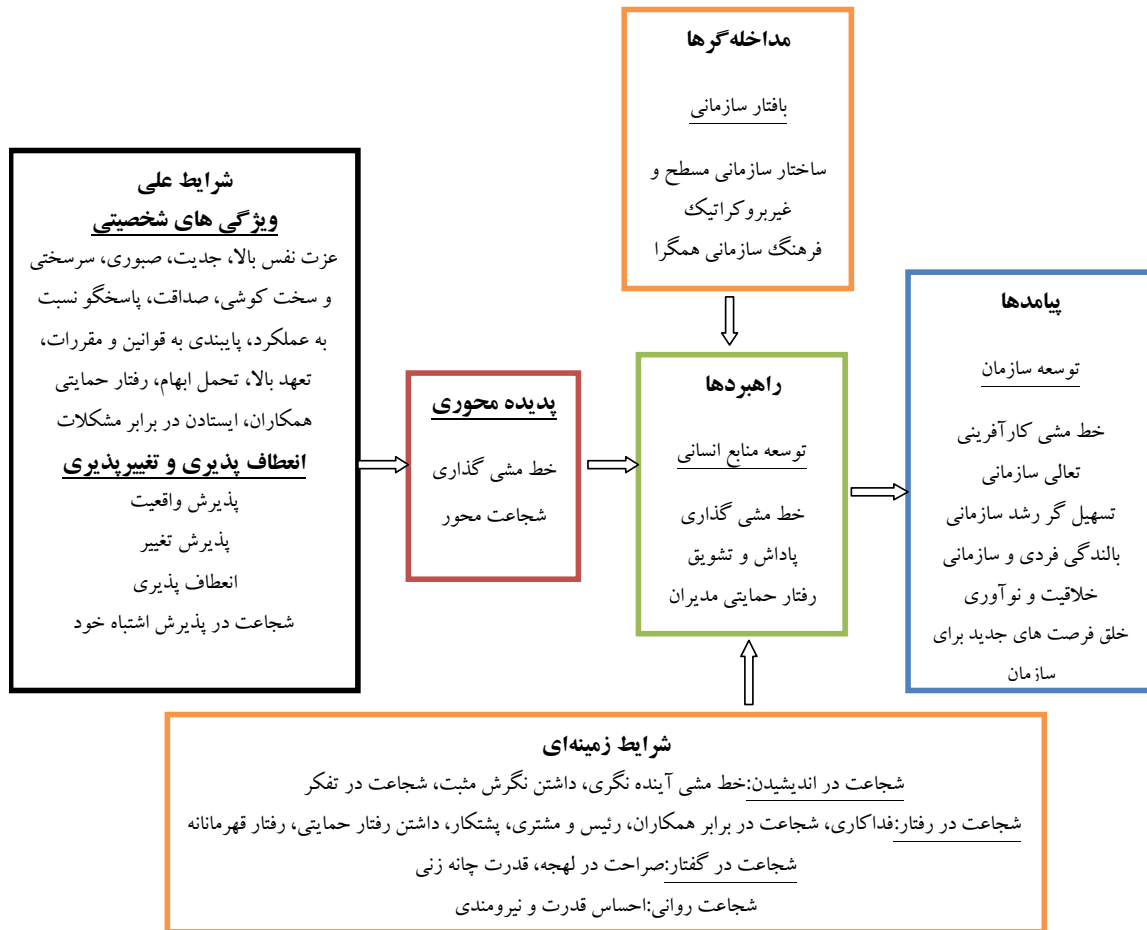 مداخله‌گرها
بافتار سازمانی
ساختار سازمانی مسطح و
غیربروکراتیک
فرهنگ سازمانی همگرا
شرایط علی
ویژگی های شخصیتی
عزت نفس بالا، جدیت، صبوری، سرسختی
و سخت کوشی، صداقت، پاسخگو نسبت
به عملکرد، پایبندی به قوانین و مقررات،
تعهد بالا، تحمل ابهام، رفتار حمایتی
همکاران، ایستادن در برابر مشکلات
انعطاف پذیری و تغییرپذیری
پذیرش واقعیت
پذیرش تغییر
انعطاف پذیری
شجاعت در پذیرش اشتباه خود
پدیده محوری
خط مشی گذاری
شجاعت محور
راهبردها
توسعه منابع انسانی
خط مشی گذاری
پاداش و تشویق
رفتار حمایتی مدیران
پیامدها
توسعه سازمان
خط مشی کارآفرینی
تعالی سازمانی
تسهیل گر رشد سازمانی
بالندگی فردی و سازمانی
خلاقیت و نوآوری
خلق فرصت های جدید برای
سازمان
شرایط زمینه‌ای
شجاعت در اندیشیدن:خط مشی آینده نگری، داشتن نگرش مثبت، شجاعت در تفکر
شجاعت در رفتار:فداکاری، شجاعت در برابر همکاران، رئیس و مشتری، پشتکار، داشتن رفتار حمایتی، رفتار قهرمانانه
شجاعت در گفتار:صراحت در لهجه، قدرت چانه زنی
شجاعت روانی:احساس قدرت و نیرومندی